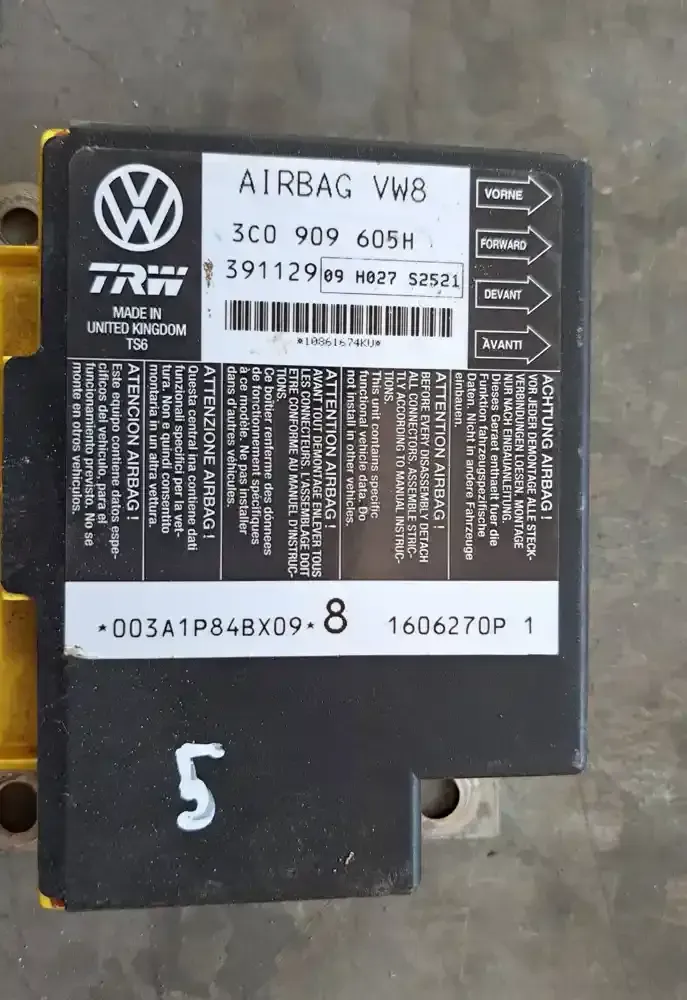 AIRBAG VW8
3C0 909 605H
391129 09 H027 S2521
*10861674KU*
VW
TRW
MADE IN
UNITED KINGDOM
TS6
VORNE
FORWARD
DEVANT
AVANTI
ACHTUNG AIRBAG !
VOR JEDER DEMONTAGE ALLE STECK-
VERBINDUNGEN LOESEN. MONTAGE
NUR NACH EINBAUANLEITUNG.
Dieses Geraet enthaelt fuer die
Funktion fahrzeugspezifische
Daten. Nicht in andere Fahrzeuge
einbauen.
ATTENTION AIRBAG !
BEFORE EVERY DISASSEMBLY DETACH
ALL CONNECTORS. ASSEMBLE STRIC-
TLY ACCORDING TO MANUAL INSTRUC-
TIONS.
This unit contains specific
functional vehicle data. Do
not install in other vehicles.
ATTENTION AIRBAG !
AVANT TOUT DEMONTAGE ENLEVER TOUS
LES CONNECTEURS. L'ASSEMBLAGE DOIT
ETRE CONFORME AU MANUEL D'INSTRUC-
TIONS.
Ce boitier renferme des données
de fonctionnement spécifiques
à ce modèle. Ne pas installer
dans d'autres véhicules.
ATTENZIONE AIRBAG !
Questa centralina contiene dati
funzionali specifici per la vet-
tura. Non e quindi consentito
montarla in un altra vettura.
ATENCION AIRBAG !
Este equipo contiene datos espe-
cíficos del vehículo, para el
funcionamiento previsto. No se
monte en otros vehículos.
*003A1P84BX09* 8 1606270P 1
5